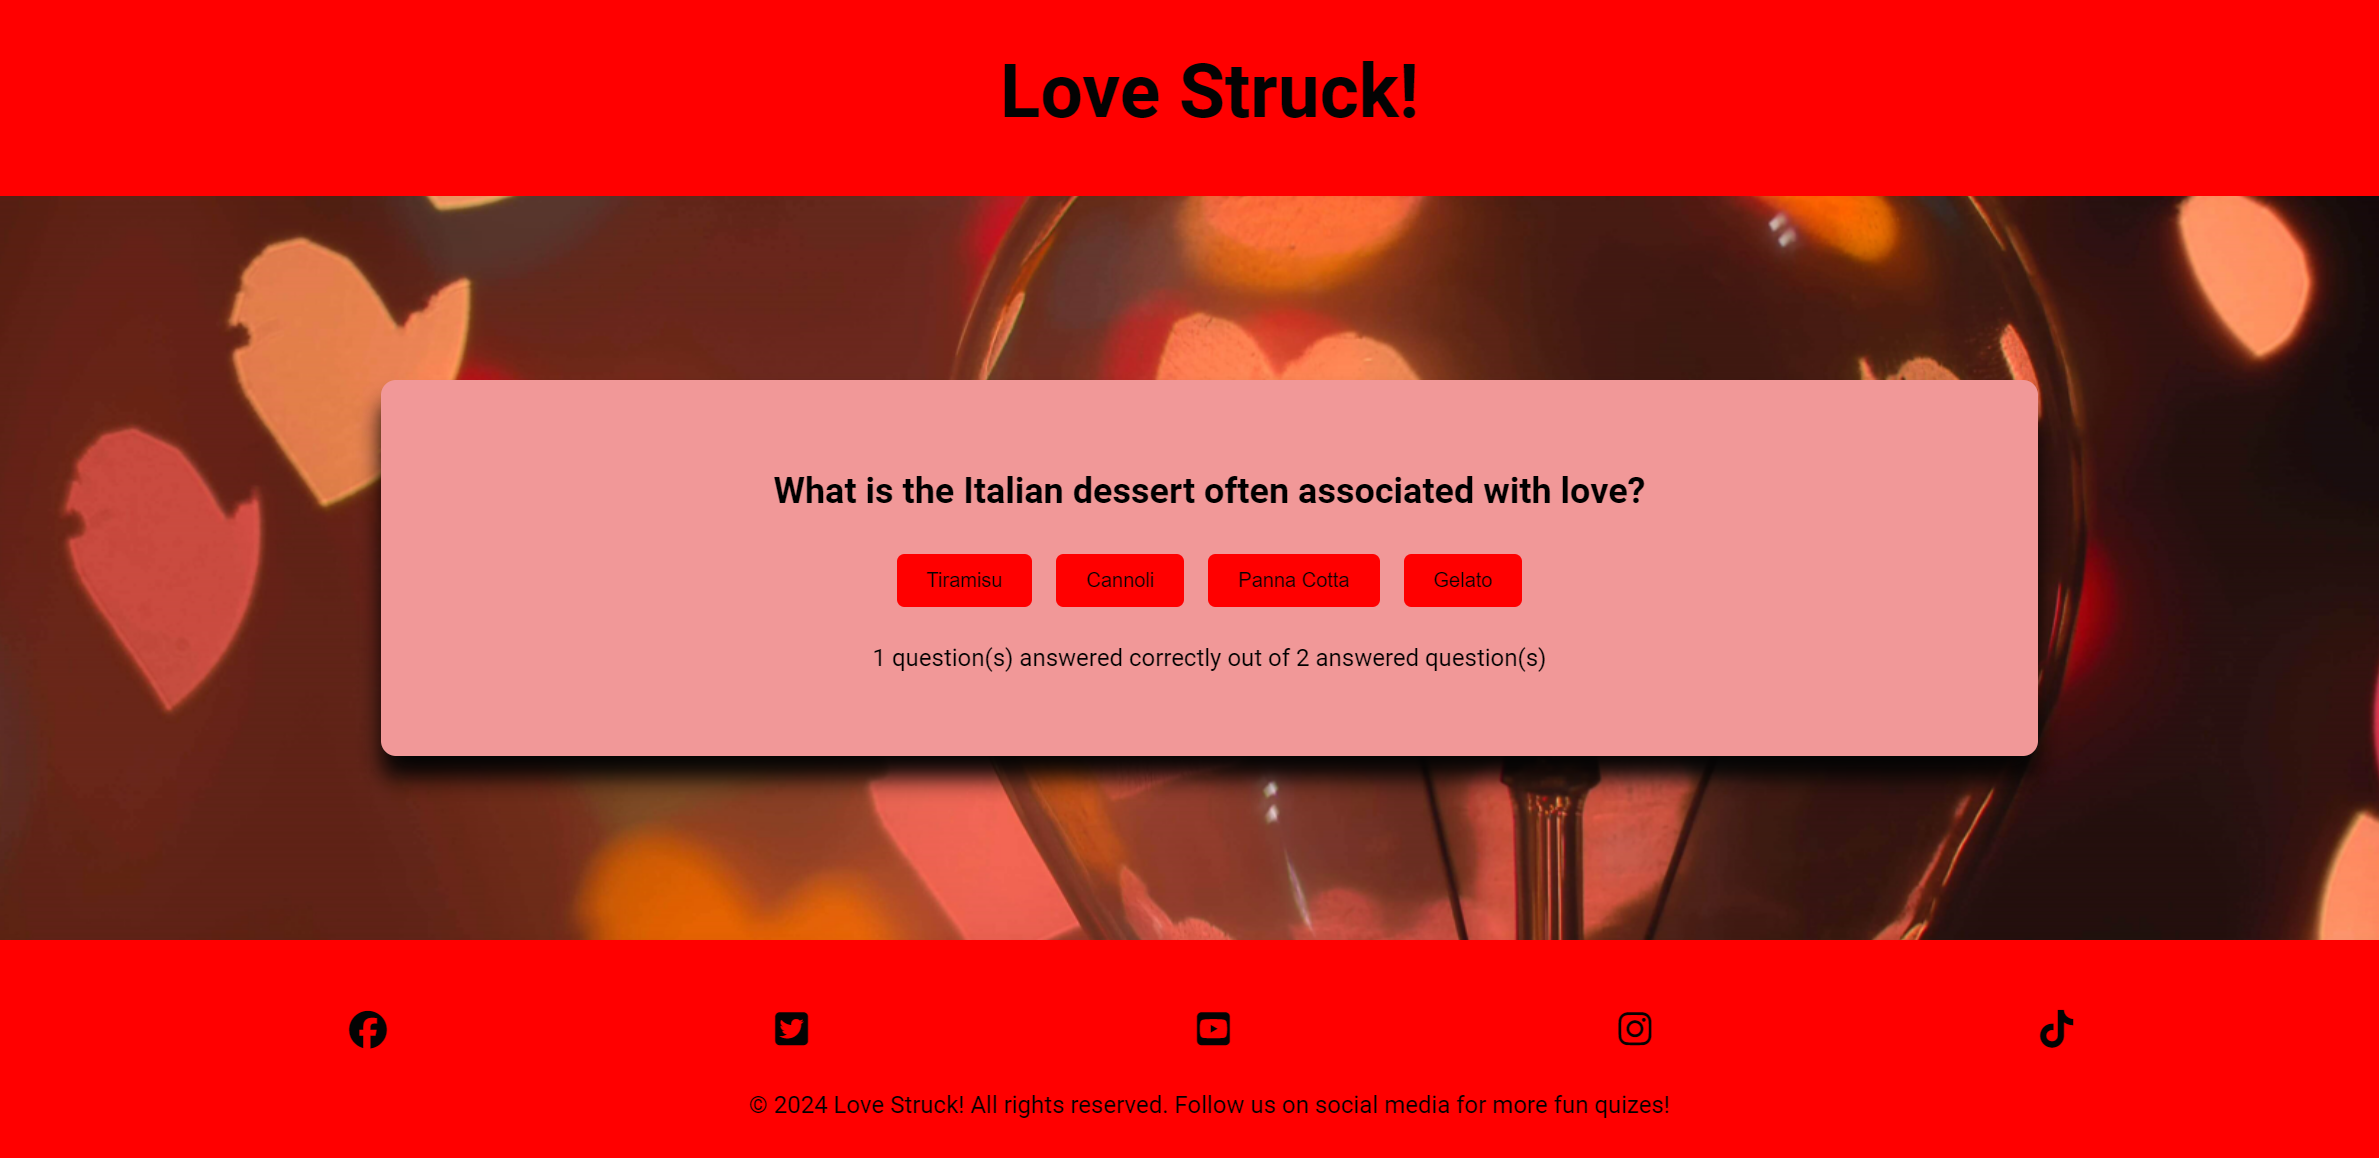 Love Struck!
What is the Italian dessert often associated with love?
Tiramisu Cannoli Panna Cotta Gelato
1 question(s) answered correctly out of 2 answered question(s)
© 2024 Love Struck! All rights reserved. Follow us on social media for more fun quizes!